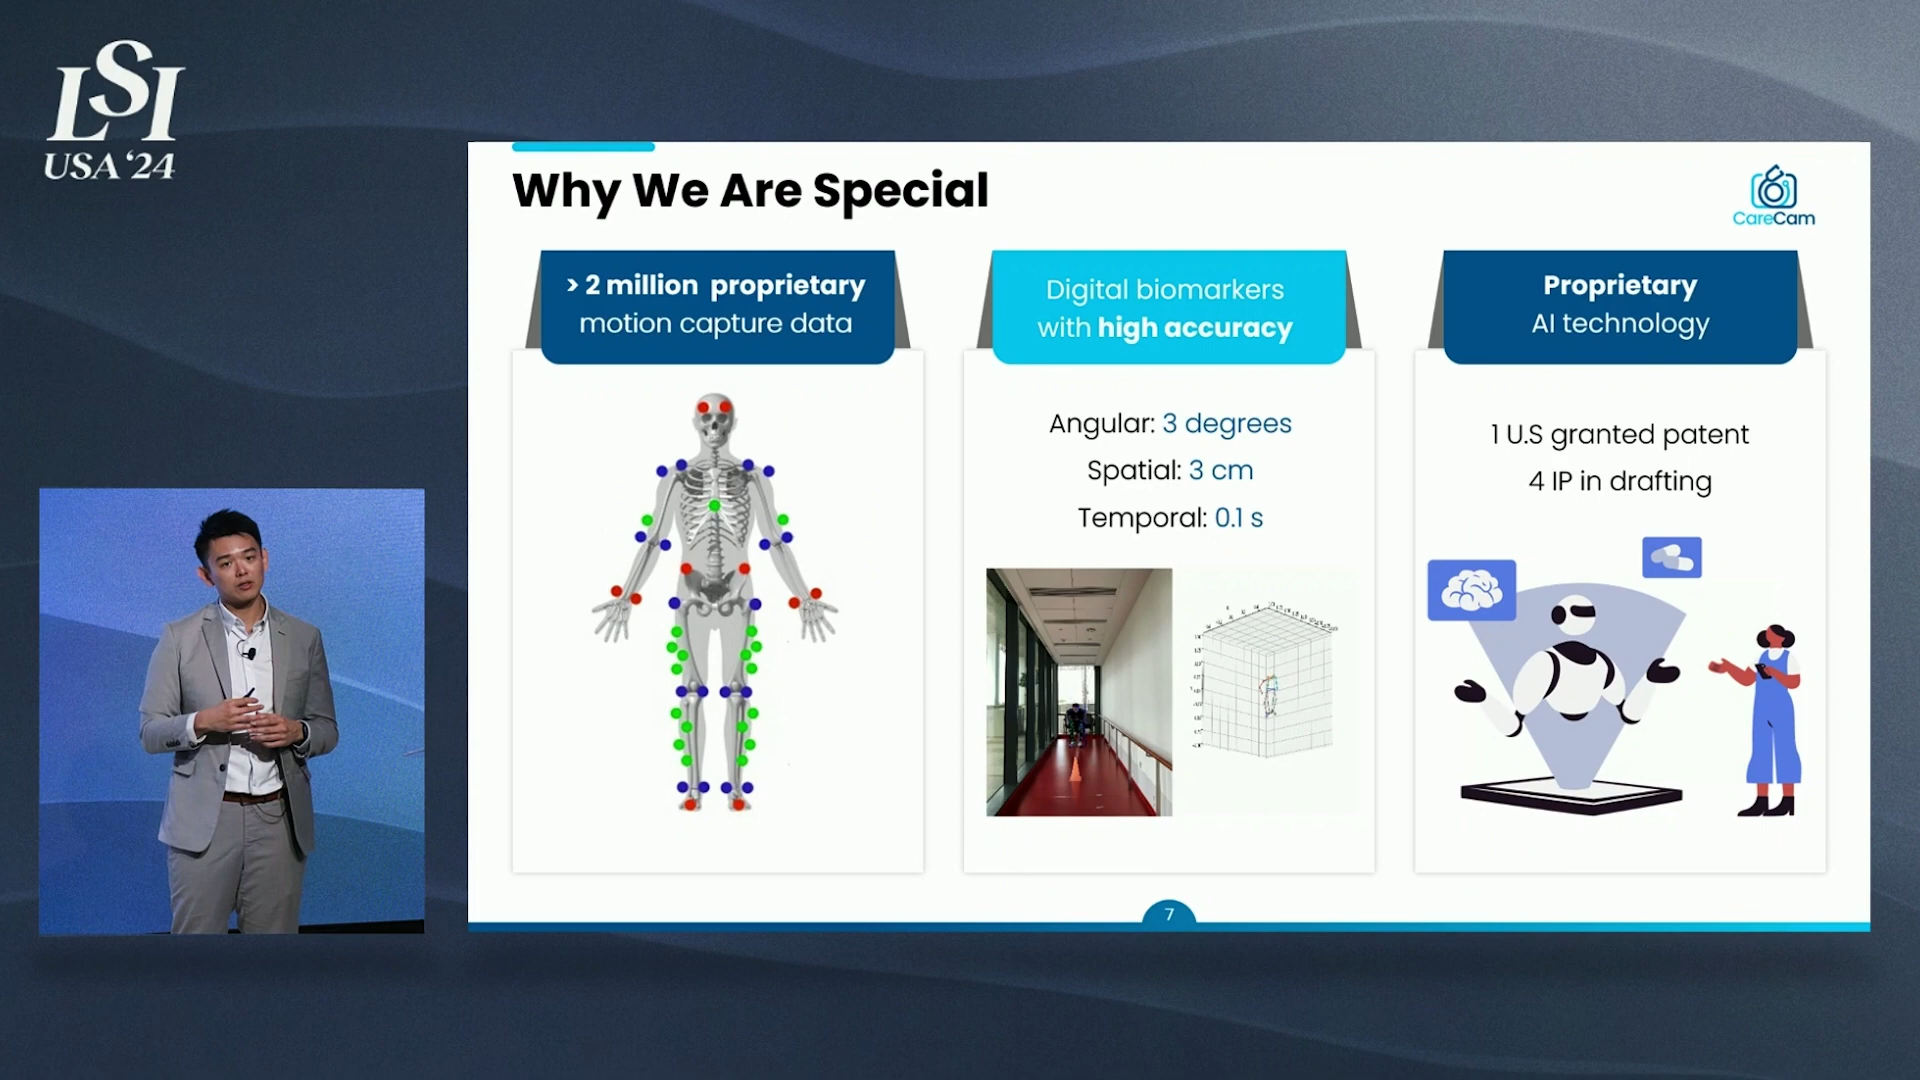 LSI
USA '24
Why We Are Special
CareCam
> 2 million proprietary
motion capture data
Digital biomarkers
with high accuracy
Angular: 3 degrees
Spatial: 3 cm
Temporal: 0.1 s
Proprietary
AI technology
1 U.S granted patent
4 IP in drafting
7